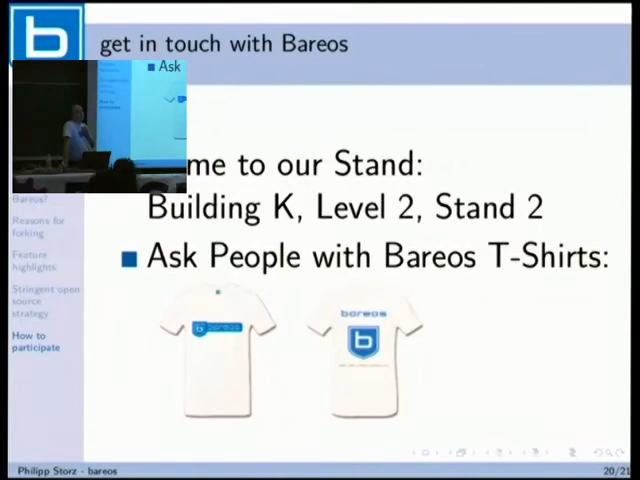 b
get in touch with Bareos
Ask
me to our Stand:
Building K, Level 2, Stand 2
Bareos?
Reasons for
forking
Ask People with Bareos T-Shirts:
Feature
highlights
Stringent open
source
strategy
How to
participate
bareos
bareos
b
Philipp Storz - bareos
20/21